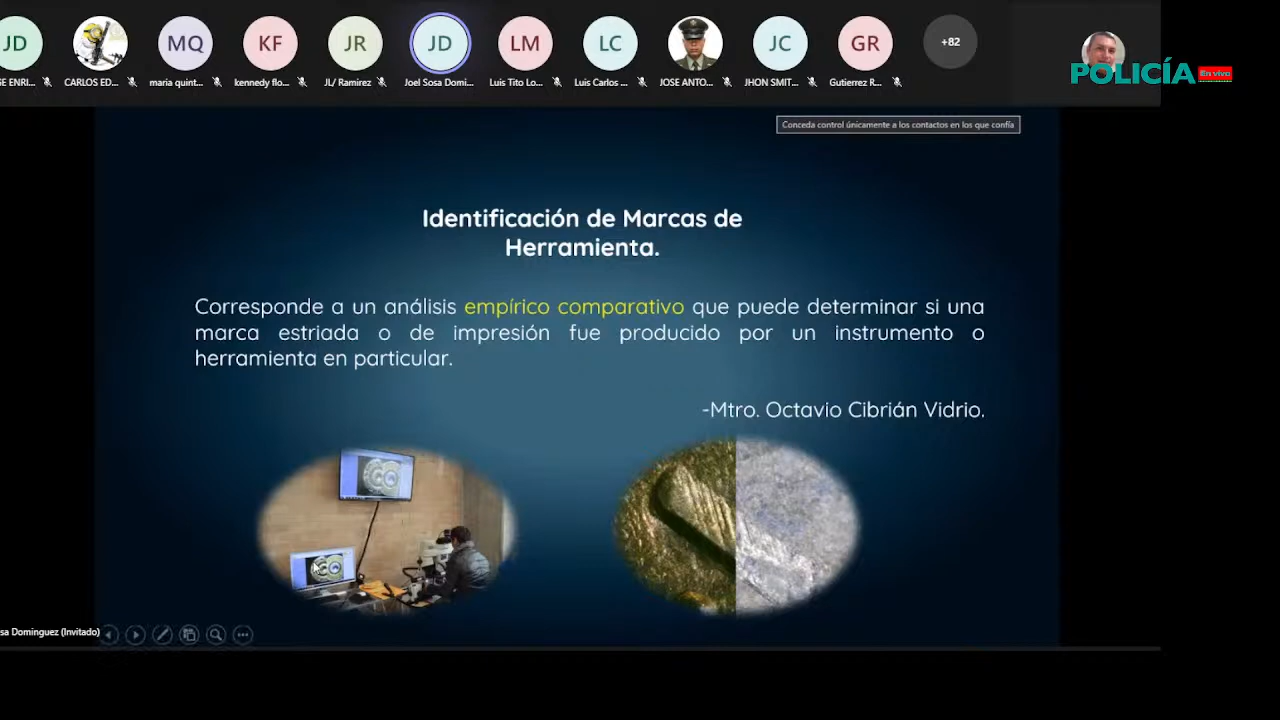 JD
MQ
KF
JR
JD
LM
LC
JC
GR
+82
GE ENRI...
CARLOS ED...
maria quint...
kennedy flo...
JL/ Ramirez
Joel Sosa Domi...
Luis Tito Lo...
Luis Carlos ...
JOSE ANTO...
JHON SMIT...
Gutierrez R...
POLICÍA En vivo
Conceda control únicamente a los contactos en los que confía
Identificación de Marcas de
Herramienta.
Corresponde a un análisis empírico comparativo que puede determinar si una
marca estriada o de impresión fue producido por un instrumento o
herramienta en particular.
-Mtro. Octavio Cibrián Vidrio.
sa Dominguez (Invitado)